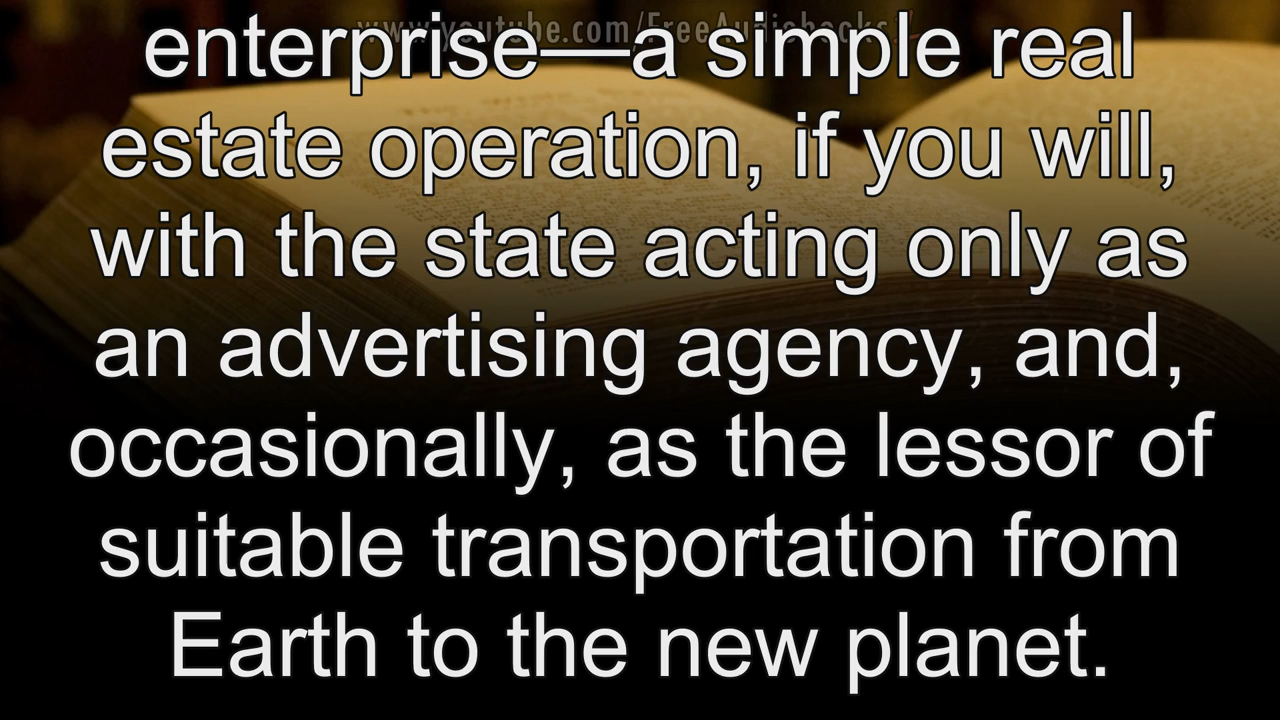 www.youtube.com/FreeAudiobooks
enterprise—a simple real
estate operation, if you will,
with the state acting only as
an advertising agency, and,
occasionally, as the lessor of
suitable transportation from
Earth to the new planet.